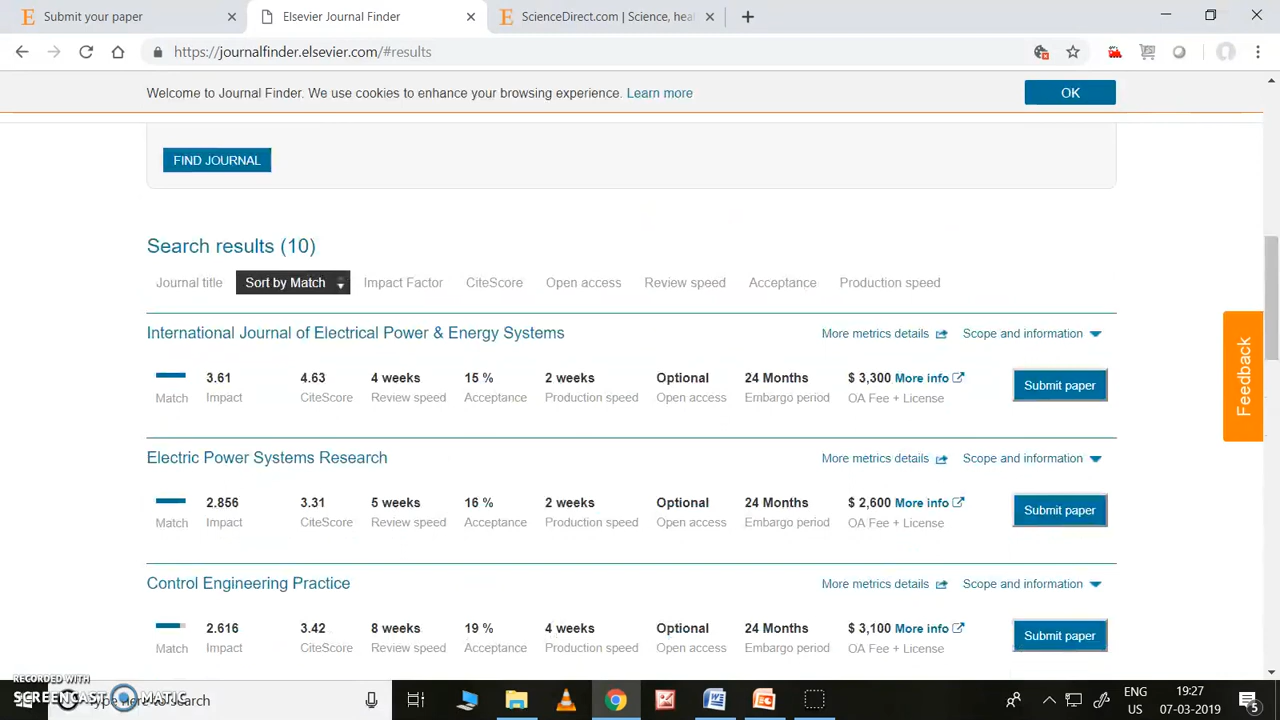 Submit your paper
Elsevier Journal Finder
ScienceDirect.com | Science, hea
https://journalfinder.elsevier.com/#results
Welcome to Journal Finder. We use cookies to enhance your browsing experience. Learn more
OK
FIND JOURNAL
Search results (10)
Journal title Sort by Match Impact Factor CiteScore Open access Review speed Acceptance Production speed
International Journal of Electrical Power & Energy Systems More metrics details Scope and information
3.61 4.63 4 weeks 15 % 2 weeks Optional 24 Months $ 3,300 More info Submit paper
Match Impact CiteScore Review speed Acceptance Production speed Open access Embargo period OA Fee + License
Electric Power Systems Research More metrics details Scope and information
2.856 3.31 5 weeks 16 % 2 weeks Optional 24 Months $ 2,600 More info Submit paper
Match Impact CiteScore Review speed Acceptance Production speed Open access Embargo period OA Fee + License
Control Engineering Practice More metrics details Scope and information
2.616 3.42 8 weeks 19 % 4 weeks Optional 24 Months $ 3,100 More info Submit paper
Match Impact CiteScore Review speed Acceptance Production speed Open access Embargo period OA Fee + License
Feedback
RECORDED WITH
SCREENCAST MATIC
Type here to search
ENG 19:27
US 07-03-2019
5